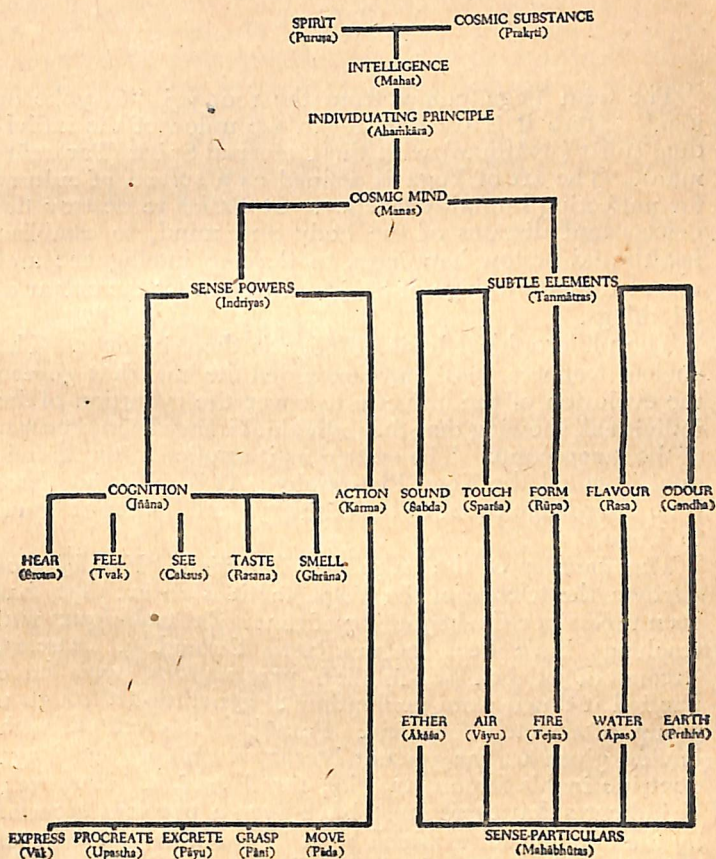 SPIRIT
(Puruṣa)
COSMIC SUBSTANCE
(Prakṛti)
INTELLIGENCE
(Mahat)
INDIVIDUATING PRINCIPLE
(Ahaṁkāra)
COSMIC MIND
(Manas)
SENSE POWERS
(Indriyas)
SUBTLE ELEMENTS
(Tanmātras)
COGNITION
(Jñāna)
ACTION
(Karma)
SOUND
(Śabda)
TOUCH
(Sparśa)
FORM
(Rūpa)
FLAVOUR
(Rasa)
ODOUR
(Gandha)
HEAR
FEEL
(Tvak)
SEE
(Cakṣus)
TASTE
(Rasana)
SMELL
(Ghrāna)
ETHER
(Ākāśa)
AIR
(Vāyu)
FIRE
(Tejas)
WATER
(Āpas)
EARTH
(Pṛthivī)
EXPRESS
(Vāk)
PROCREATE
(Upastha)
EXCRETE
(Pāyu)
GRASP
(Pāni)
MOVE
(Pāda)
SENSE-PARTICULARS
(Mahābhūtas)